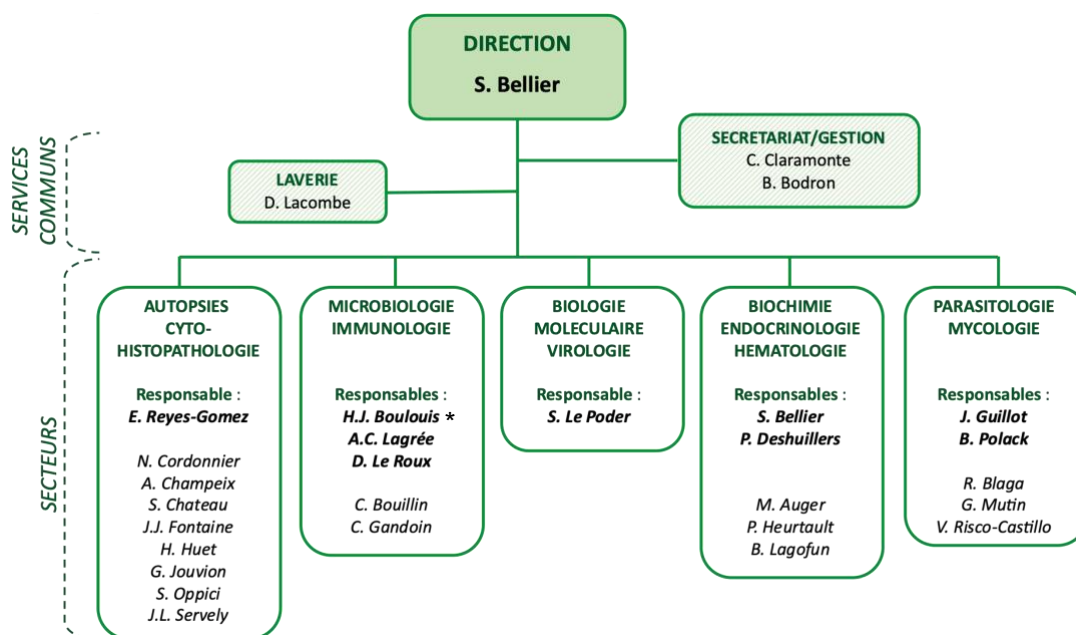 DIRECTION
S. Bellier
SERVICES
COMMUNS
SECRETARIAT/GESTION
C. Claramonte
B. Bodron
LAVERIE
D. Lacombe
SECTEURS
AUTOPSIES
CYTO-
HISTOPATHOLOGIE
Responsable :
E. Reyes-Gomez
N. Cordonnier
A. Champeix
S. Chateau
J.J. Fontaine
H. Huet
G. Jouvion
S. Oppici
J.L. Servely
MICROBIOLOGIE
IMMUNOLOGIE
Responsables :
H.J. Boulouis *
A.C. Lagrée
D. Le Roux
C. Bouillin
C. Gandoin
BIOLOGIE
MOLECULAIRE
VIROLOGIE
Responsable :
S. Le Poder
BIOCHIMIE
ENDOCRINOLOGIE
HEMATOLOGIE
Responsables :
S. Bellier
P. Deshuillers
M. Auger
P. Heurtault
B. Lagofun
PARASITOLOGIE
MYCOLOGIE
Responsables :
J. Guillot
B. Polack
R. Blaga
G. Mutin
V. Risco-Castillo